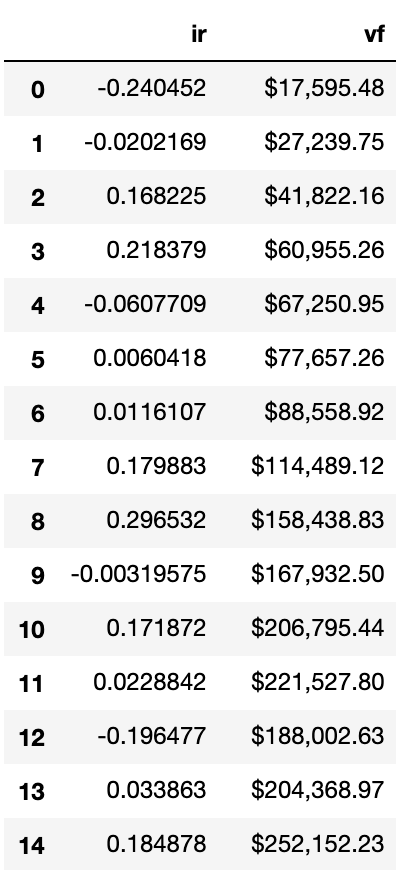 ir vf
0 -0.240452 $17,595.48
1 -0.0202169 $27,239.75
2 0.168225 $41,822.16
3 0.218379 $60,955.26
4 -0.0607709 $67,250.95
5 0.0060418 $77,657.26
6 0.0116107 $88,558.92
7 0.179883 $114,489.12
8 0.296532 $158,438.83
9 -0.00319575 $167,932.50
10 0.171872 $206,795.44
11 0.0228842 $221,527.80
12 -0.196477 $188,002.63
13 0.033863 $204,368.97
14 0.184878 $252,152.23